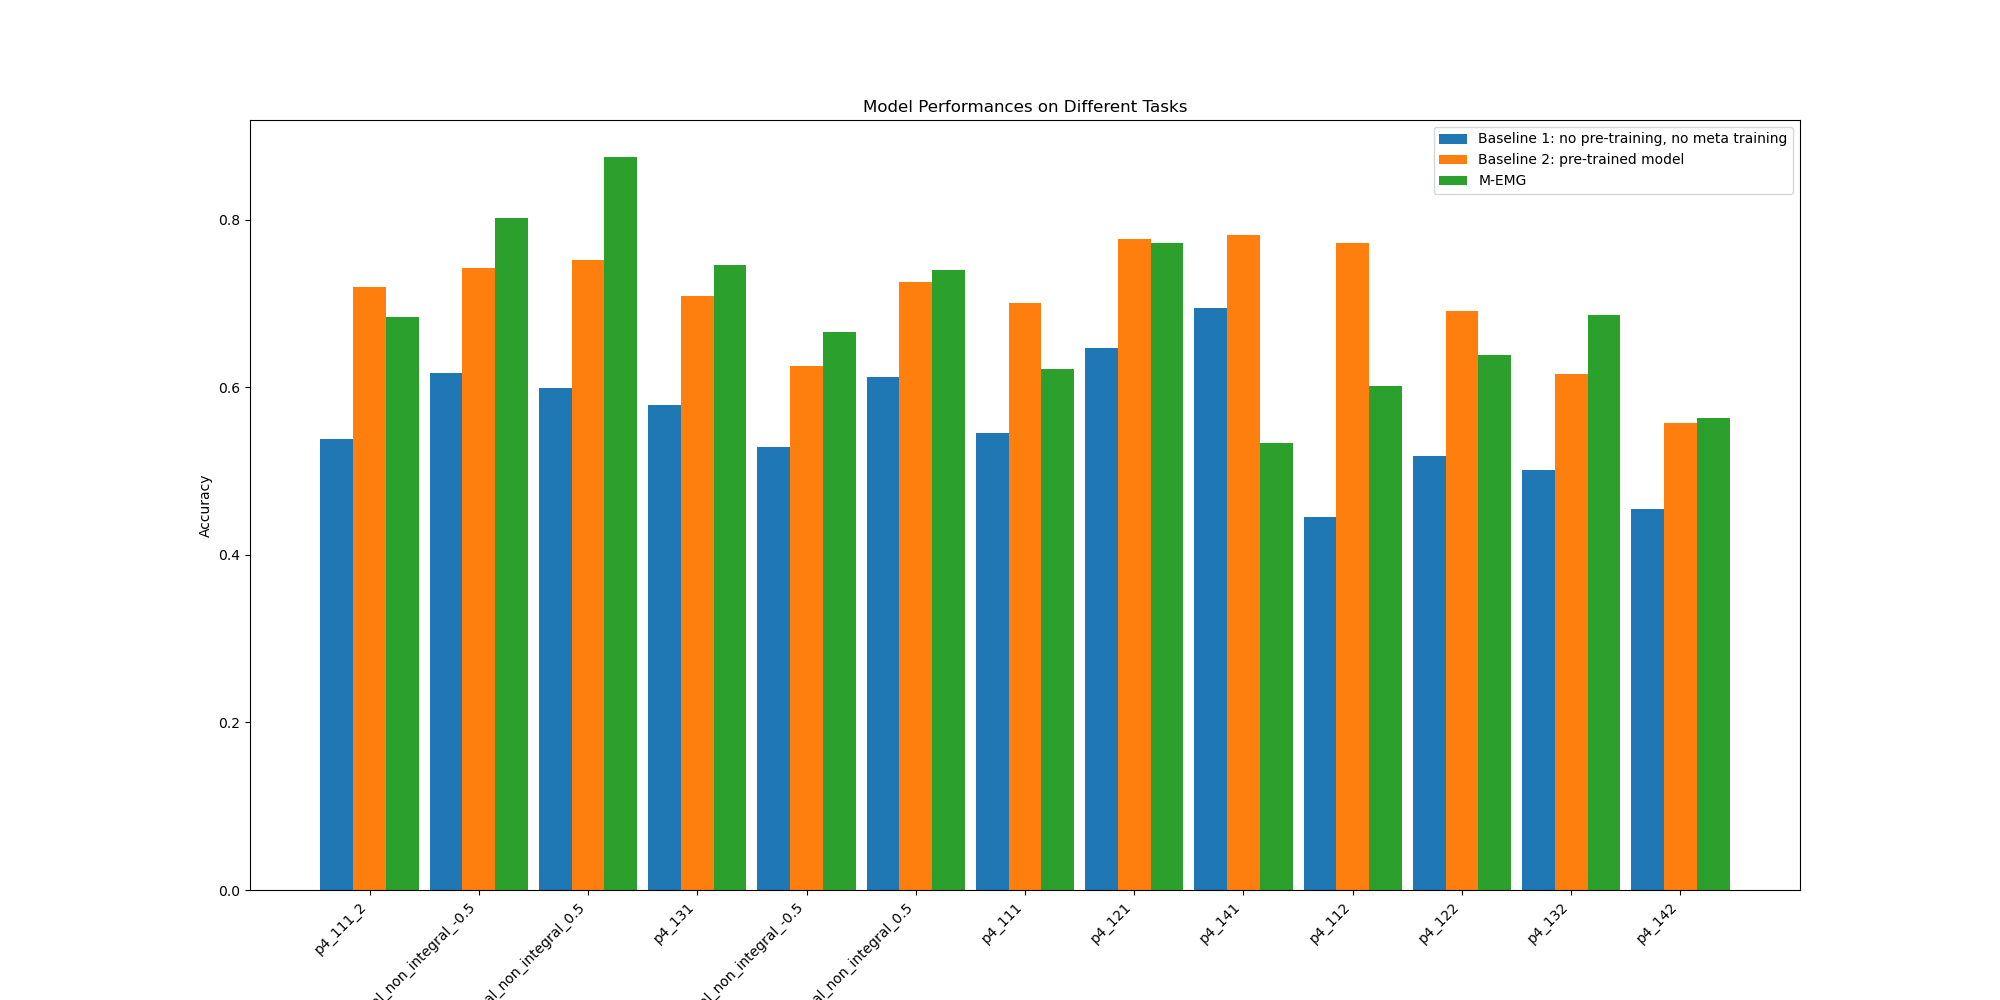 Model Performances on Different Tasks
Baseline 1: no pre-training, no meta training
Baseline 2: pre-trained model
M-EMG
Accuracy
0.8
0.6
0.4
0.2
0.0
p4_111_2
al_non_integral_-0.5
al_non_integral_0.5
p4_131
al_non_integral_-0.5
al_non_integral_0.5
p4_111
p4_121
p4_141
p4_112
p4_122
p4_132
p4_142